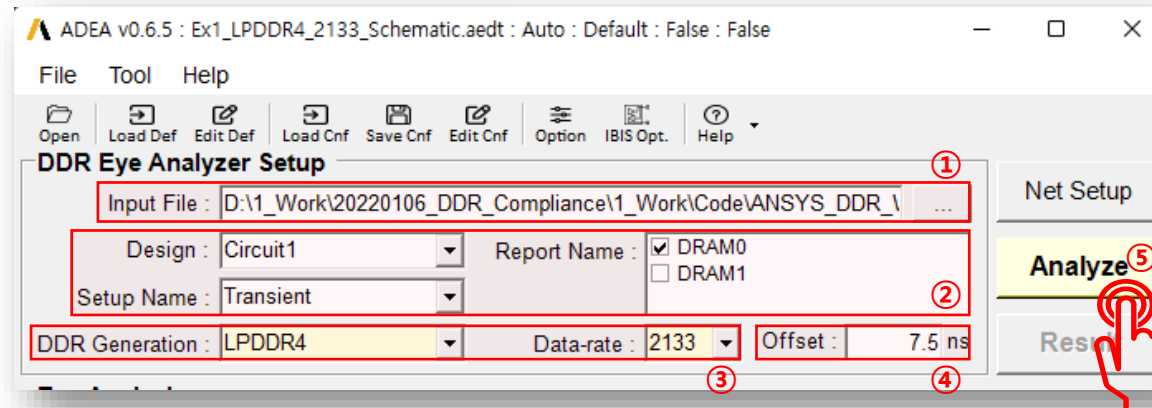 ADEA v0.6.5 : Ex1_LPDDR4_2133_Schematic.aedt : Auto : Default : False : False
File Tool Help
Open Load Def Edit Def Load Cnf Save Cnf Edit Cnf Option IBIS Opt. Help
DDR Eye Analyzer Setup
①
Input File : D:\1_Work\20220106_DDR_Compliance\1_Work\Code\ANSYS_DDR_\ ...
Net Setup
Design : Circuit1 Report Name : DRAM0
DRAM1
Analyze ⑤
Setup Name : Transient ②
DDR Generation : LPDDR4 Data-rate : 2133 Offset : 7.5 ns
Result
③ ④